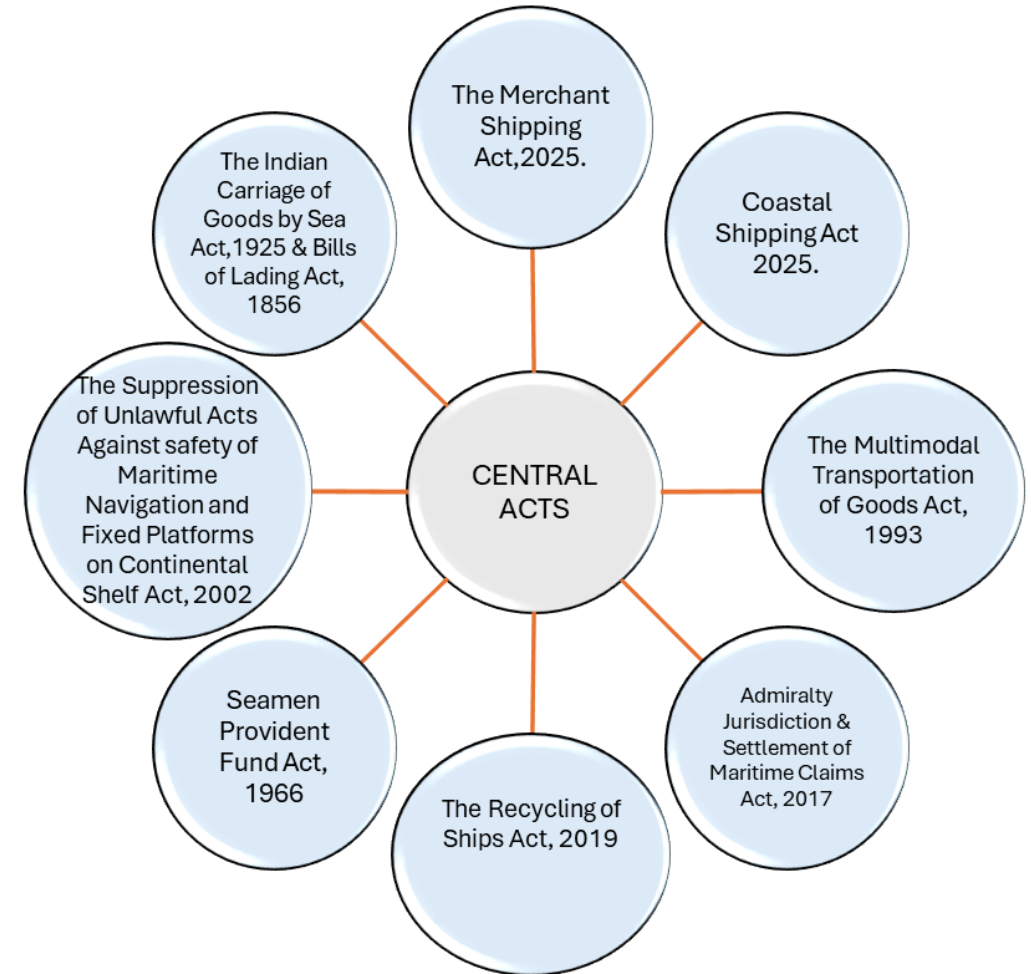 The Merchant
Shipping
Act,2025.
Coastal
Shipping Act
2025.
The Multimodal
Transportation
of Goods Act,
1993
Admiralty
Jurisdiction &
Settlement of
Maritime Claims
Act, 2017
The Recycling of
Ships Act, 2019
Seamen
Provident
Fund Act,
1966
The Suppression
of Unlawful Acts
Against safety of
Maritime
Navigation and
Fixed Platforms
on Continental
Shelf Act, 2002
The Indian
Carriage of
Goods by Sea
Act,1925 & Bills
of Lading Act,
1856
CENTRAL
ACTS